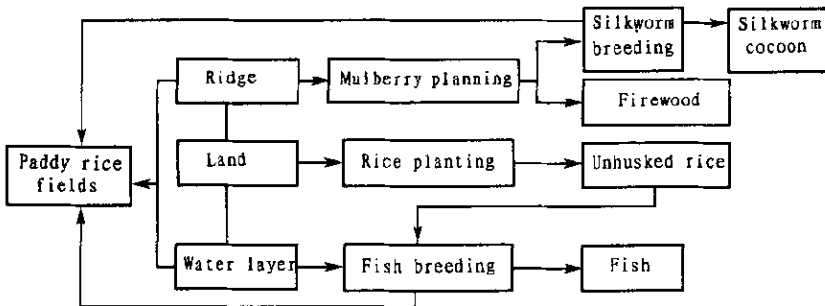 Silkworm
breeding
Silkworm
cocoon
Ridge
Mulberry planning
Firewood
Paddy rice
fields
Land
Rice planting
Unhusked rice
Water layer
Fish breeding
Fish